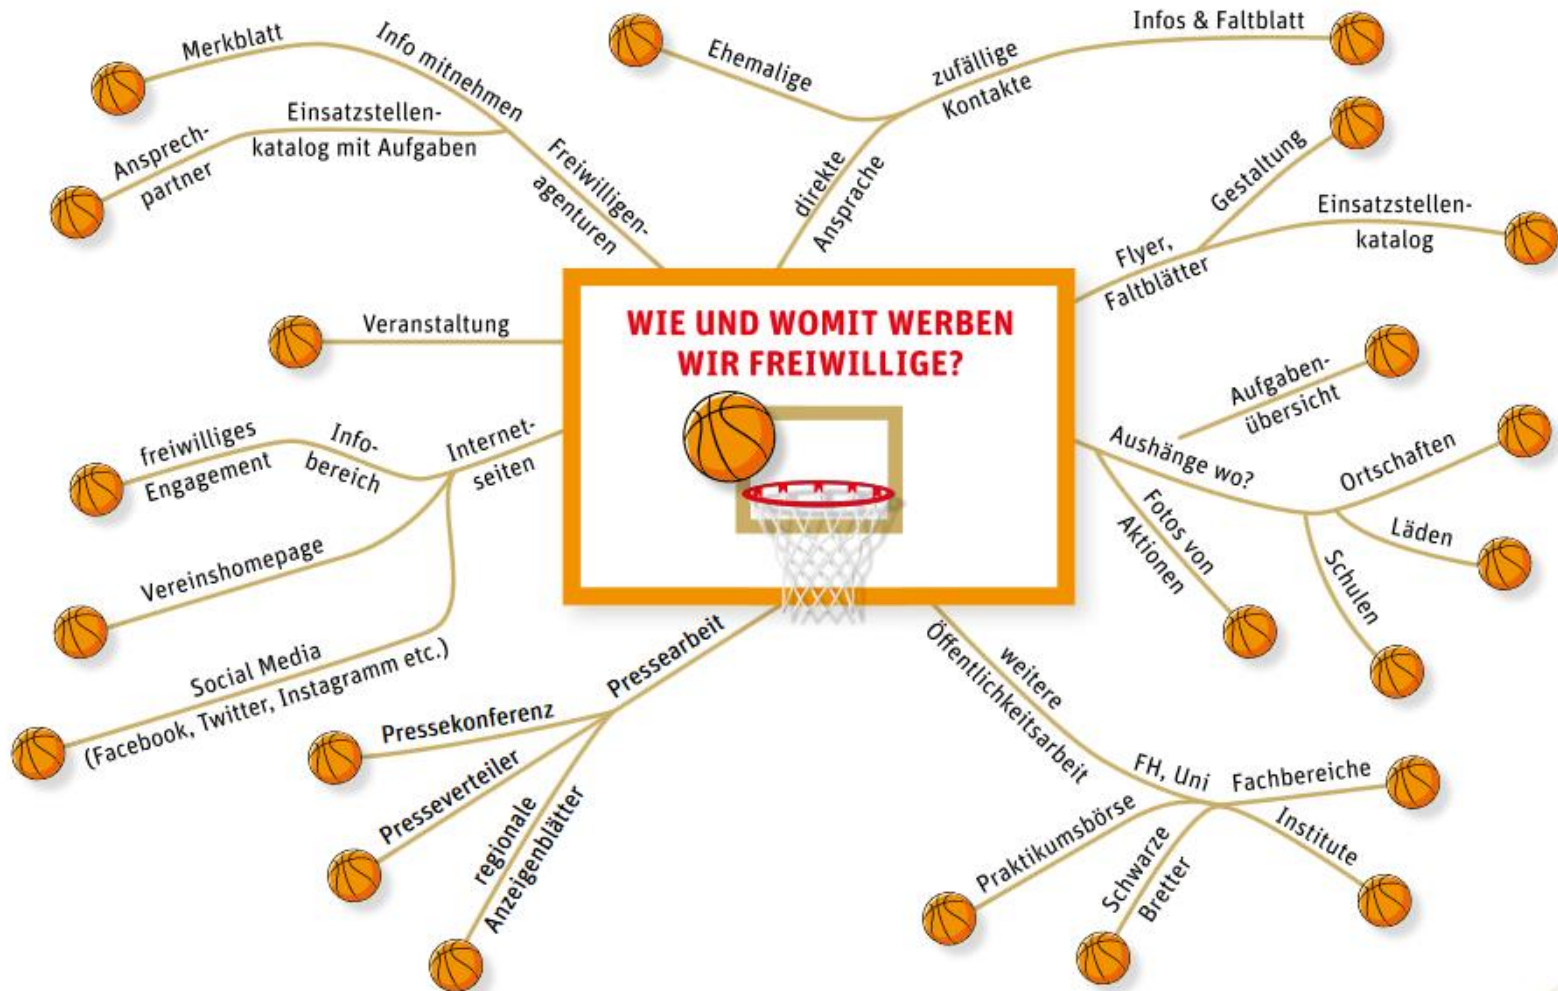 WIE UND WOMIT WERBEN
WIR FREIWILLIGE?
Merkblatt
Info mitnehmen
Ansprech-
partner
Einsatzstellen-
katalog mit Aufgaben
Freiwilligen-
agenturen
Ehemalige
zufällige
Kontakte
Infos & Faltblatt
direkte
Ansprache
Gestaltung
Flyer,
Faltblätter
Einsatzstellen-
katalog
Veranstaltung
Aufgaben-
übersicht
Aushänge wo?
Ortschaften
Läden
Schulen
Fotos von
Aktionen
freiwilliges
Engagement
Info-
bereich
Internet-
seiten
Vereinshomepage
Social Media
(Facebook, Twitter, Instagramm etc.)
Pressearbeit
Pressekonferenz
Presseverteiler
regionale
Anzeigenblätter
weitere
Öffentlichkeitsarbeit
FH, Uni
Fachbereiche
Institute
Praktikumsbörse
Schwarze
Bretter